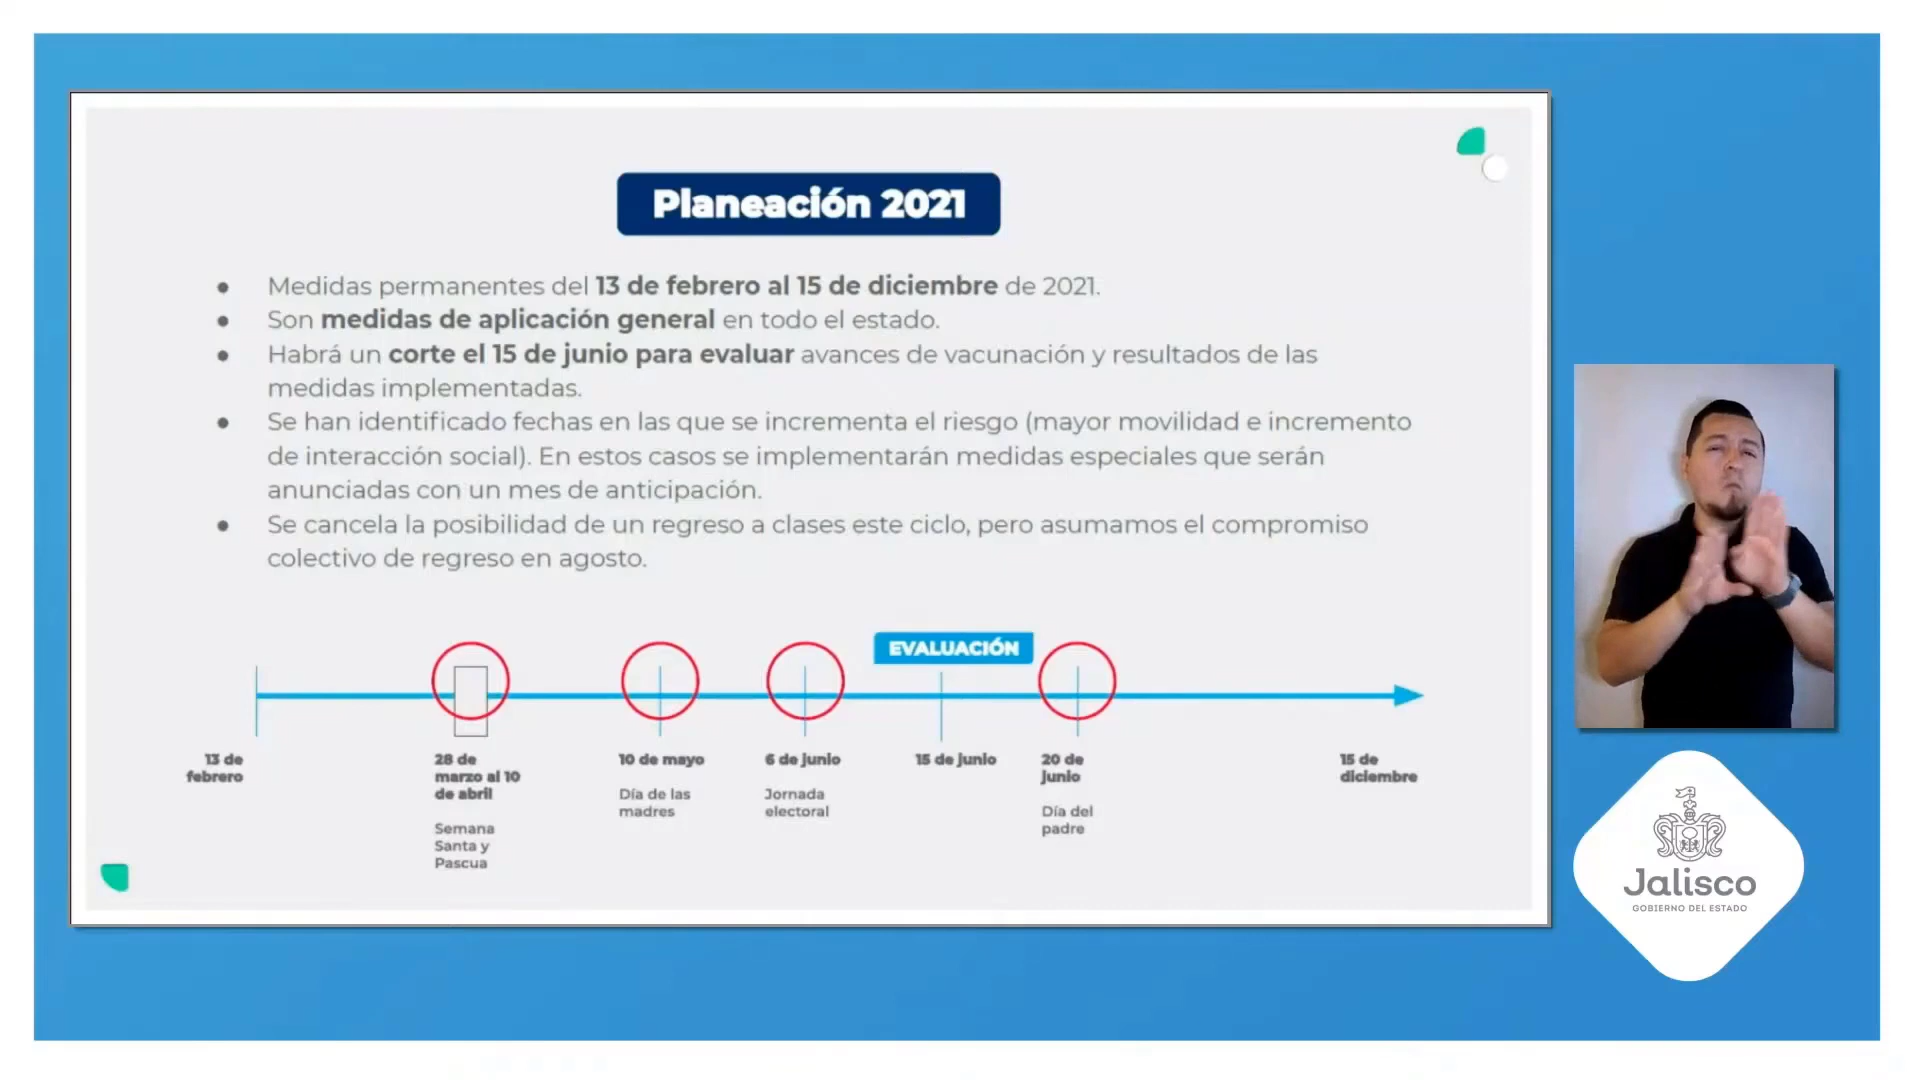 Planeación 2021
● Medidas permanentes del 13 de febrero al 15 de diciembre de 2021.
● Son medidas de aplicación general en todo el estado.
● Habrá un corte el 15 de junio para evaluar avances de vacunación y resultados de las
medidas implementadas.
● Se han identificado fechas en las que se incrementa el riesgo (mayor movilidad e incremento
de interacción social). En estos casos se implementarán medidas especiales que serán
anunciadas con un mes de anticipación.
● Se cancela la posibilidad de un regreso a clases este ciclo, pero asumamos el compromiso
colectivo de regreso en agosto.
EVALUACIÓN
13 de
febrero
28 de
marzo al 10
de abril
Semana
Santa y
Pascua
10 de mayo
Día de las
madres
6 de junio
Jornada
electoral
15 de junio
20 de
junio
Día del
padre
15 de
diciembre
Jalisco
GOBIERNO DEL ESTADO